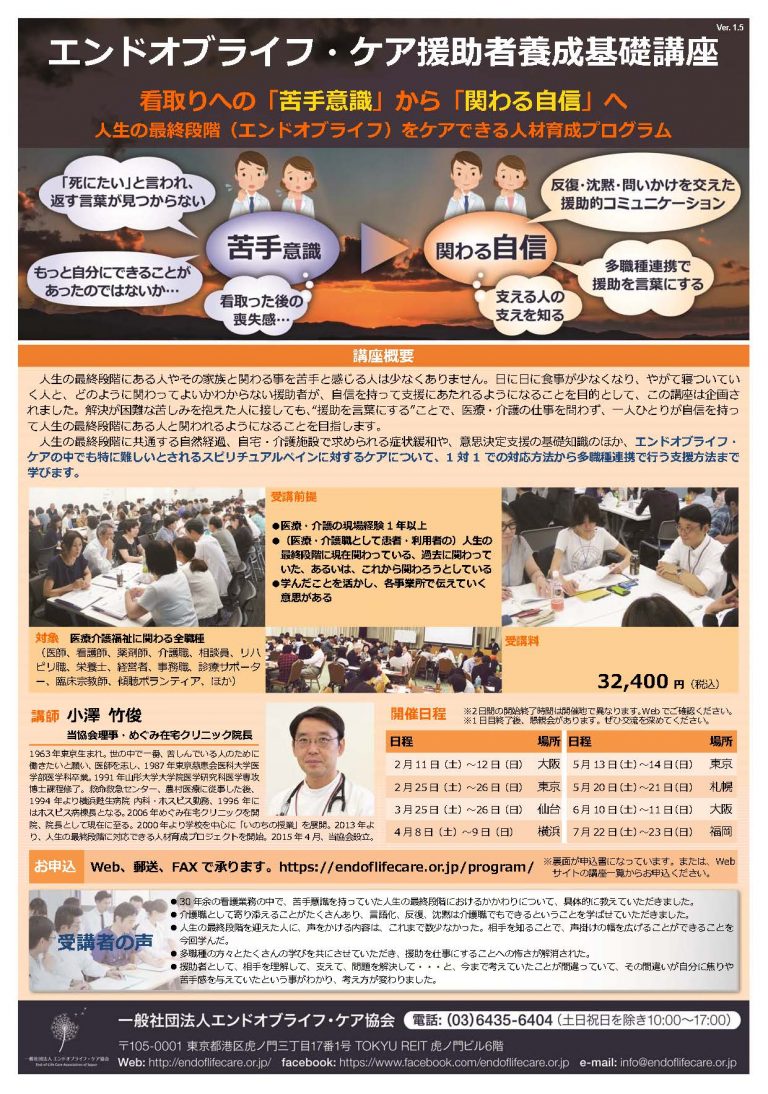 Ver. 1.5
エンドオブライフ・ケア援助者養成基礎講座
看取りへの「苦手意識」から「関わる自信」へ
人生の最終段階（エンドオブライフ）をケアできる人材育成プログラム
「死にたい」と言われ、
返す言葉が見つからない
もっと自分にできることが
あったのではないか…
苦手意識
看取った後の
喪失感…
関わる自信
反復・沈黙・問いかけを交えた
援助的コミュニケーション
多職種連携で
援助を言葉にする
支える人の
支えを知る
講座概要
人生の最終段階にある人やその家族と関わる事を苦手と感じる人は少なくありません。日に日に食事が少なくなり、やがて寝ついてい
く人と、どのように関わってよいかわからない援助者が、自信を持って支援にあたれるようになることを目的として、この講座は企画さ
れました。解決が困難な苦しみを抱えた人に接しても、“援助を言葉にする”ことで、医療・介護の仕事を問わず、一人ひとりが自信を持っ
て人生の最終段階にある人と関われるようになることを目指します。
人生の最終段階に共通する自然経過、自宅・介護施設で求められる症状緩和や、意思決定支援の基礎知識のほか、エンドオブライフ・
ケアの中でも特に難しいとされるスピリチュアルペインに対するケアについて、1対1での対応方法から多職種連携で行う支援方法まで
学びます。
受講前提
●医療・介護の現場経験1年以上
●（医療・介護職として患者・利用者の）人生の
最終段階に現在関わっている、過去に関わって
いた、あるいは、これから関わろうとしている
●学んだことを活かし、各事業所で伝えていく
意思がある
対象 医療介護福祉に関わる全職種
（医師、看護師、薬剤師、介護職、相談員、リハ
ビリ職、栄養士、経営者、事務職、診療サポータ
ー、臨床宗教師、傾聴ボランティア、ほか）
受講料
32,400 円（税込）
講師 小澤 竹俊
当協会理事・めぐみ在宅クリニック院長
1963年東京生まれ。世の中で一番、苦しんでいる人のために
働きたいと願い、医師を志し、1987年東京慈恵会医科大学医
学部医学科卒業。1991年山形大学大学院医学研究科医学専攻
博士課程修了。救命救急センター、農村医療に従事した後、
1994年より横浜甦生病院 内科・ホスピス勤務、1996年に
はホスピス病棟長となる。2006年めぐみ在宅クリニックを開
院、院長として現在に至る。2000年より学校を中心に「いのちの授業」を展開。2013年よ
り、人生の最終段階に対応できる人材育成プロジェクトを開始。2015年4月、当協会設立。
開催日程
※2日間の開始終了時間は開催地で異なります。Webでご確認ください。
※1日目終了後、懇親会があります。ぜひ交流を深めてください。
日程 場所 日程 場所
2月11日（土）～12日（日） 大阪 5月13日（土）～14日（日） 東京
2月25日（土）～26日（日） 東京 5月20日（土）～21日（日） 札幌
3月25日（土）～26日（日） 仙台 6月10日（土）～11日（日） 大阪
4月8日（土）～9日（日） 横浜 7月22日（土）～23日（日） 福岡
お申込 Web、郵送、FAXで承ります。https://endoflifecare.or.jp/program/
※裏面が申込書になっています。または、Web
サイトの講座一覧からお申込ください。
受講者の声
●30年余の看護業務の中で、苦手意識を持っていた人生の最終段階におけるかかわりについて、具体的に教えていただきました。
●介護職として寄り添えることがたくさんあり、言語化、反復、沈黙は介護職でもできるということを学ばせていただきました。
●人生の最終段階を迎えた人に、声をかける内容は、これまで数少なかった。相手を知ることで、声掛けの幅を広げることができることを
今回学んだ。
●多職種の方々とたくさんの学びを共にさせていただき、援助を仕事にすることへの怖さが解消された。
●援助者として、相手を理解して、支えて、問題を解決して・・・と、今まで考えていたことが間違っていて、その間違いが自分に焦りや
苦手感を与えていたという事がわかり、考え方が変わりました。
一般社団法人エンドオブライフ・ケア協会
End-of-Life Care Association of Japan
一般社団法人エンドオブライフ・ケア協会 電話: (03)6435-6404（土日祝日を除き10:00～17:00）
〒105-0001 東京都港区虎ノ門三丁目17番1号 TOKYU REIT 虎ノ門ビル6階
Web: http://endoflifecare.or.jp/ facebook: https://www.facebook.com/endoflifecare.or.jp e-mail: info@endoflifecare.or.jp